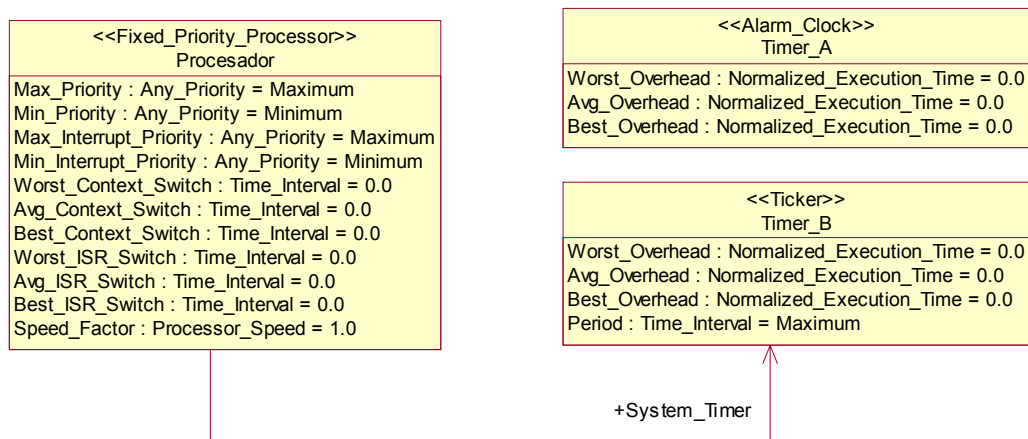 <<Fixed_Priority_Processor>>
Procesador
Max_Priority : Any_Priority = Maximum
Min_Priority : Any_Priority = Minimum
Max_Interrupt_Priority : Any_Priority = Maximum
Min_Interrupt_Priority : Any_Priority = Minimum
Worst_Context_Switch : Time_Interval = 0.0
Avg_Context_Switch : Time_Interval = 0.0
Best_Context_Switch : Time_Interval = 0.0
Worst_ISR_Switch : Time_Interval = 0.0
Avg_ISR_Switch : Time_Interval = 0.0
Best_ISR_Switch : Time_Interval = 0.0
Speed_Factor : Processor_Speed = 1.0
<<Alarm_Clock>>
Timer_A
Worst_Overhead : Normalized_Execution_Time = 0.0
Avg_Overhead : Normalized_Execution_Time = 0.0
Best_Overhead : Normalized_Execution_Time = 0.0
<<Ticker>>
Timer_B
Worst_Overhead : Normalized_Execution_Time = 0.0
Avg_Overhead : Normalized_Execution_Time = 0.0
Best_Overhead : Normalized_Execution_Time = 0.0
Period : Time_Interval = Maximum
+System_Timer